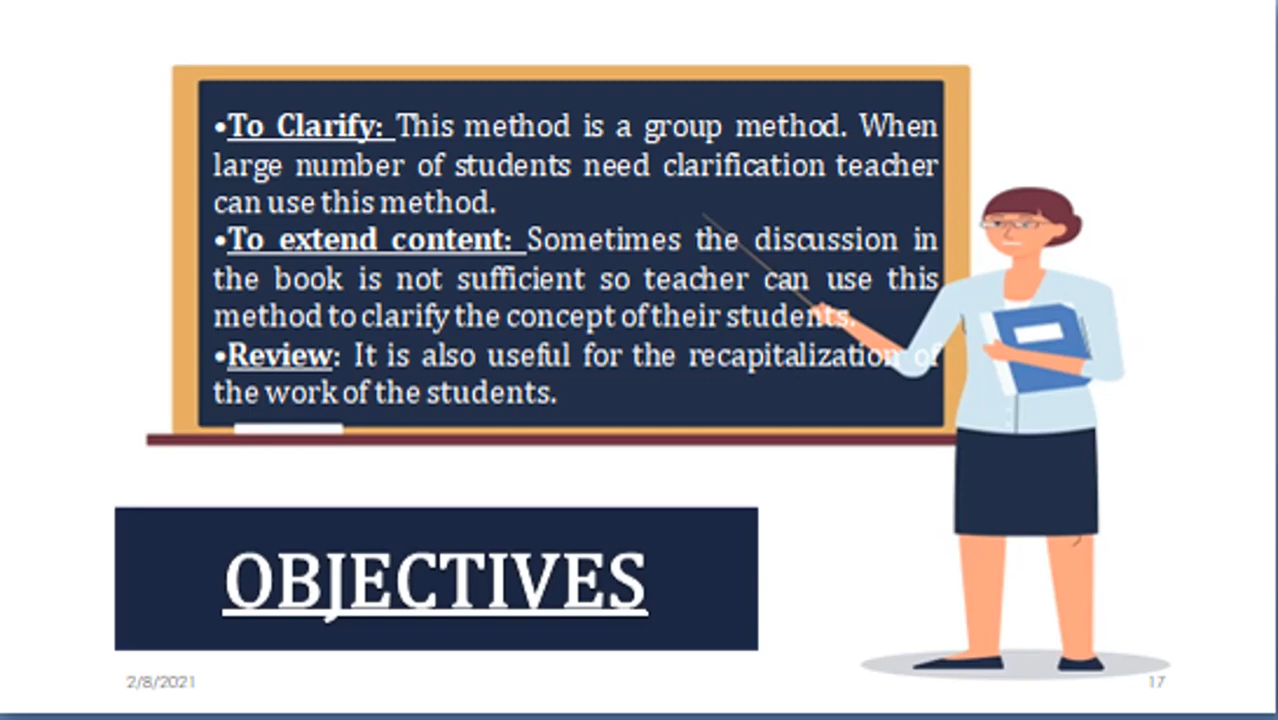 •To Clarify: This method is a group method. When
large number of students need clarification teacher
can use this method.
•To extend content: Sometimes the discussion in
the book is not sufficient so teacher can use this
method to clarify the concept of their students.
•Review: It is also useful for the recapitalization of
the work of the students.
OBJECTIVES
2/8/2021
17